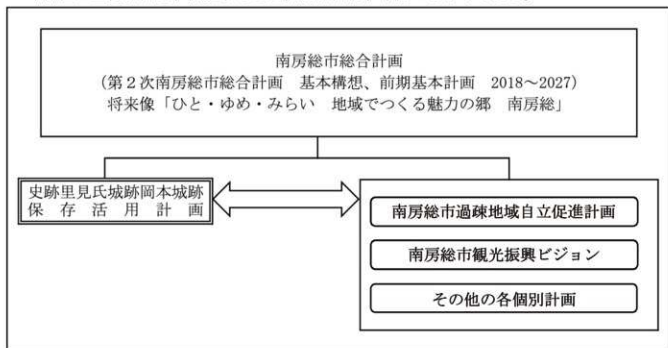 南房総市総合計画
（第２次南房総市総合計画　基本構想、前期基本計画　2018～2027）
将来像「ひと・ゆめ・みらい　地域でつくる魅力の郷　南房総」
史跡里見氏城跡岡本城跡
保存活用計画
南房総市過疎地域自立促進計画
南房総市観光振興ビジョン
その他の各個別計画